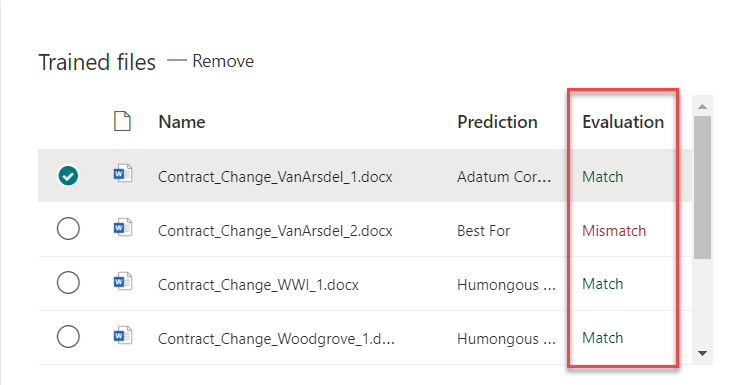 Trained files — Remove
Name Prediction Evaluation
Contract_Change_VanArsdel_1.docx Adatum Cor... Match
Contract_Change_VanArsdel_2.docx Best For Mismatch
Contract_Change_WWI_1.docx Humongous ... Match
Contract_Change_Woodgrove_1.d... Humongous ... Match